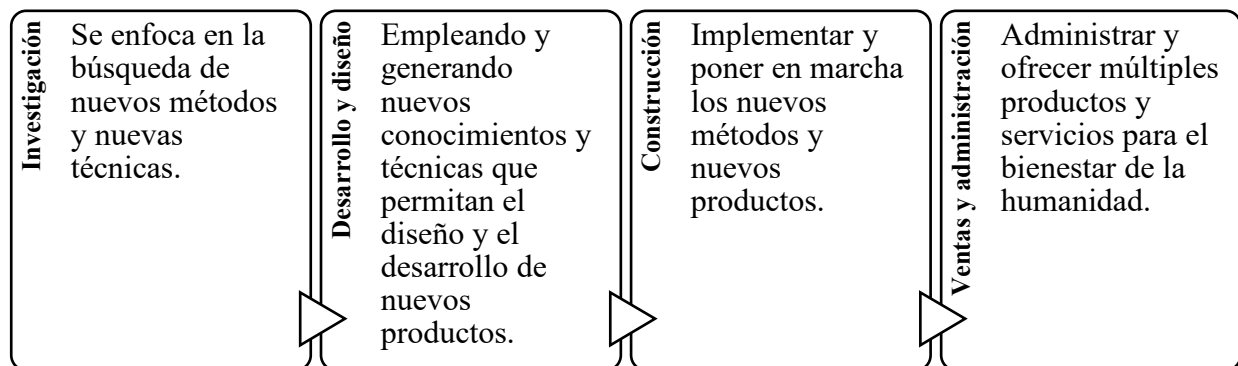 Investigación
Se enfoca en la
búsqueda de
nuevos métodos
y nuevas
técnicas.
Desarrollo y diseño
Empleando y
generando
nuevos
conocimientos y
técnicas que
permitan el
diseño y el
desarrollo de
nuevos
productos.
Construcción
Implementar y
poner en marcha
los nuevos
métodos y
nuevos
productos.
Ventas y administración
Administrar y
ofrecer múltiples
productos y
servicios para el
bienestar de la
humanidad.